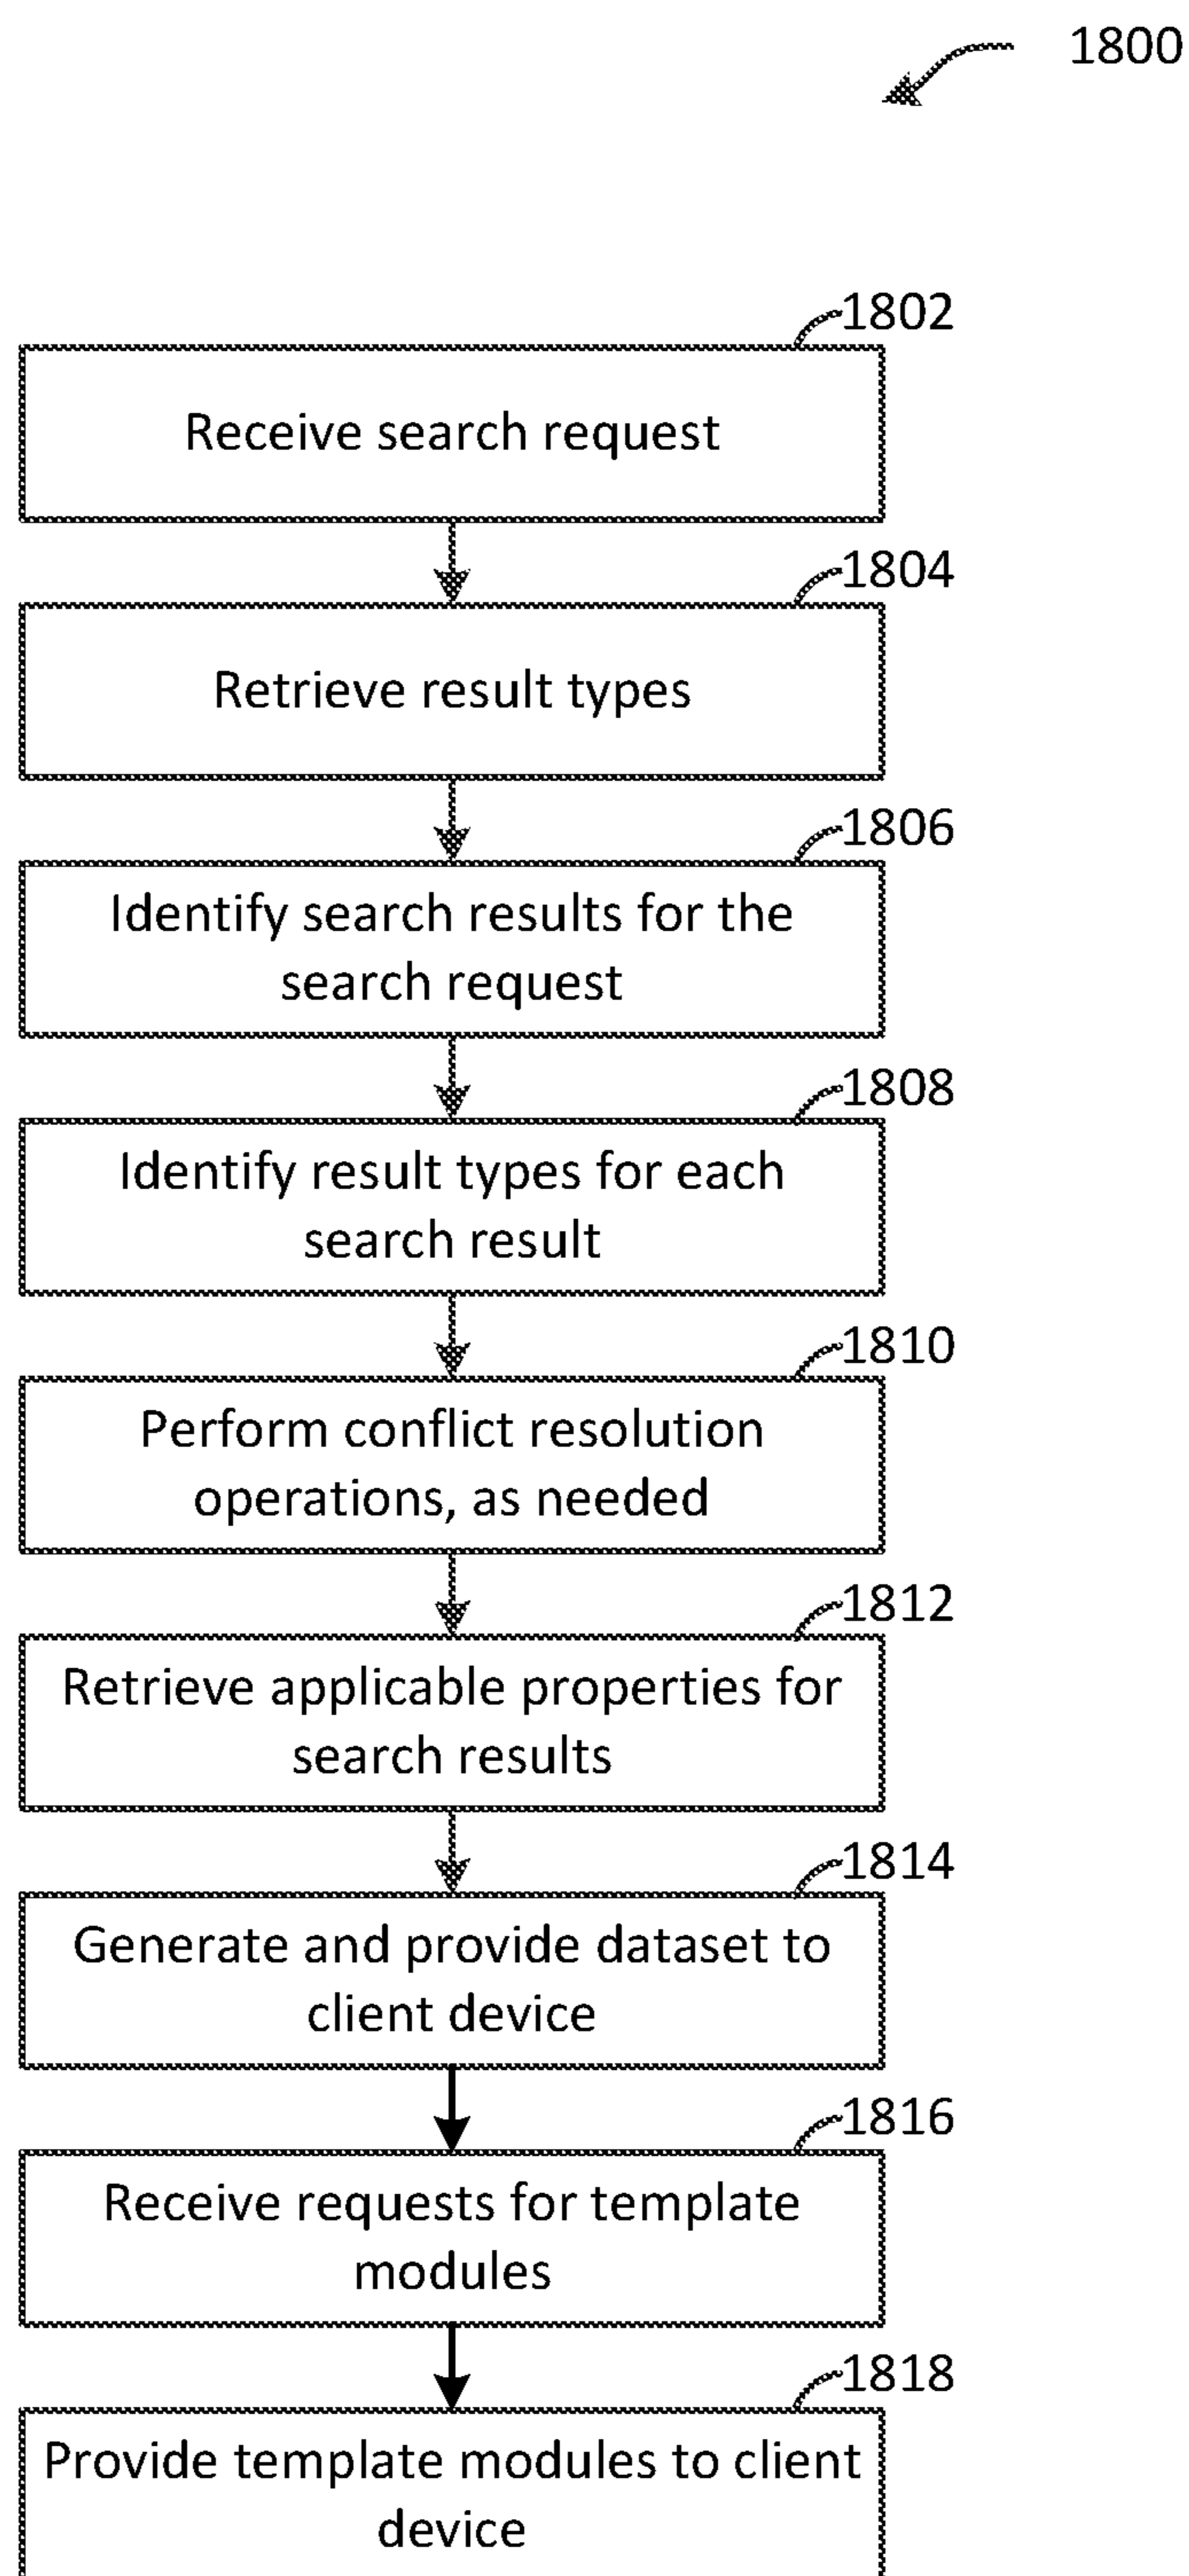 1800
1802
Receive search request
1804
Retrieve result types
1806
Identify search results for the
search request
1808
Identify result types for each
search result
1810
Perform conflict resolution
operations, as needed
1812
Retrieve applicable properties for
search results
1814
Generate and provide dataset to
client device
1816
Receive requests for template
modules
1818
Provide template modules to client
device